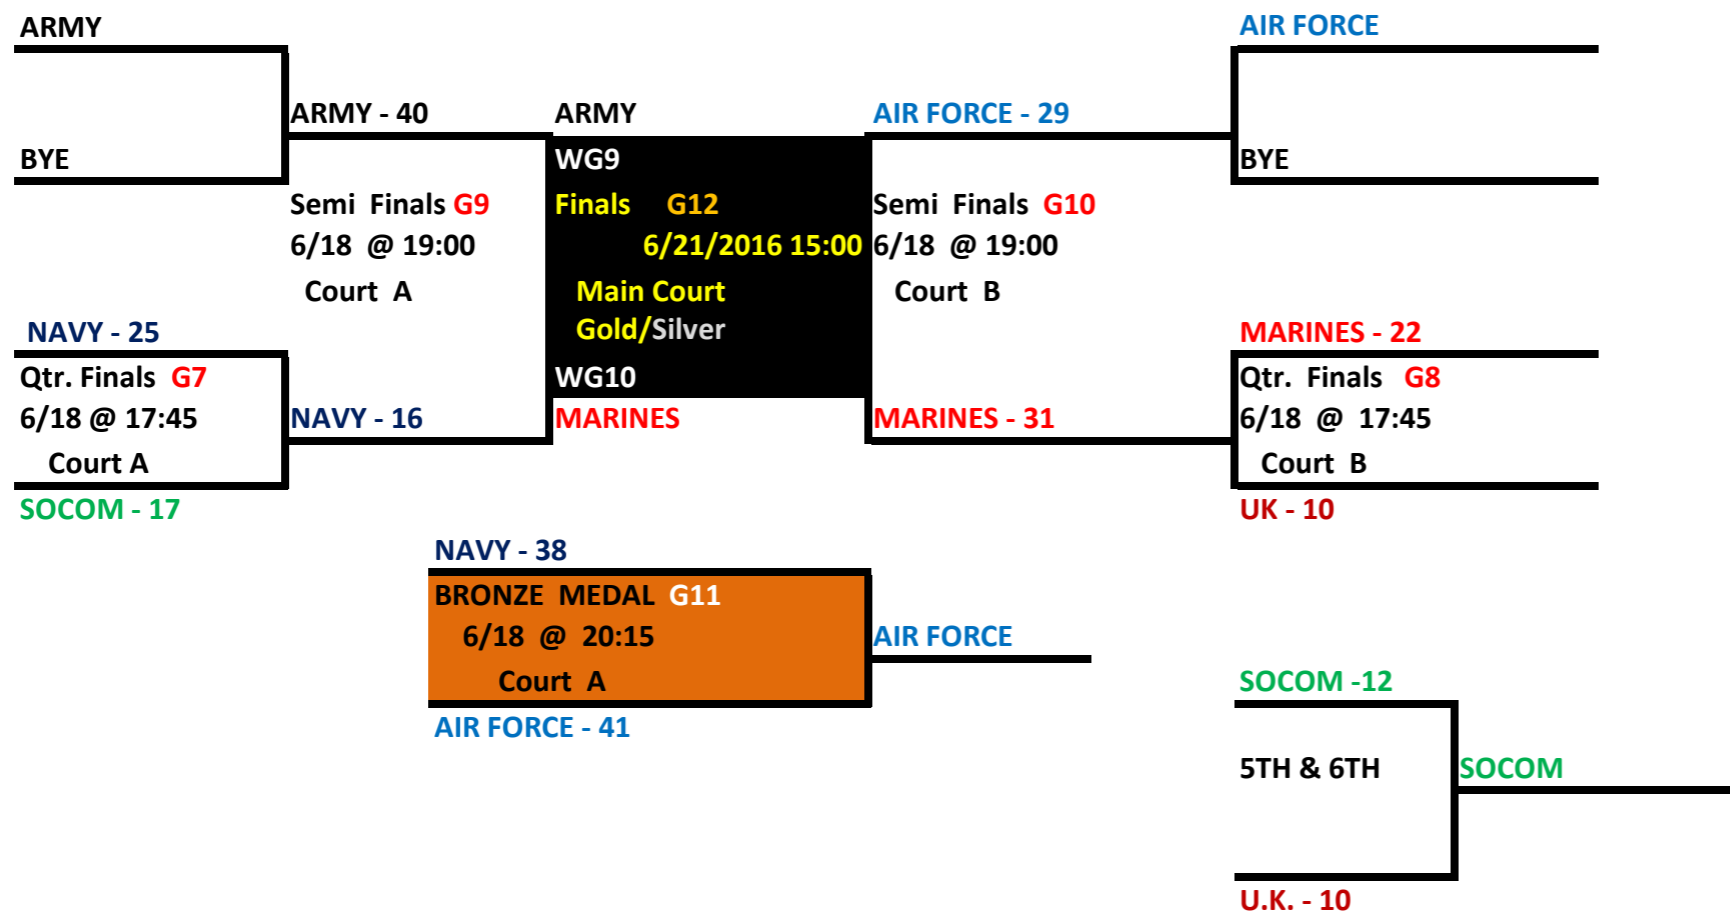 ARMY
BYE
ARMY - 40
Semi Finals G9
6/18 @ 19:00
Court A
NAVY - 25
Qtr. Finals G7
6/18 @ 17:45
Court A
SOCOM - 17
NAVY - 16
ARMY
WG9
Finals G12
6/21/2016 15:00
Main Court
Gold/Silver
WG10
MARINES
AIR FORCE - 29
Semi Finals G10
6/18 @ 19:00
Court B
MARINES - 31
AIR FORCE
BYE
MARINES - 22
Qtr. Finals G8
6/18 @ 17:45
Court B
UK - 10
NAVY - 38
BRONZE MEDAL G11
6/18 @ 20:15
Court A
AIR FORCE - 41
AIR FORCE
SOCOM -12
5TH & 6TH
SOCOM
U.K. - 10